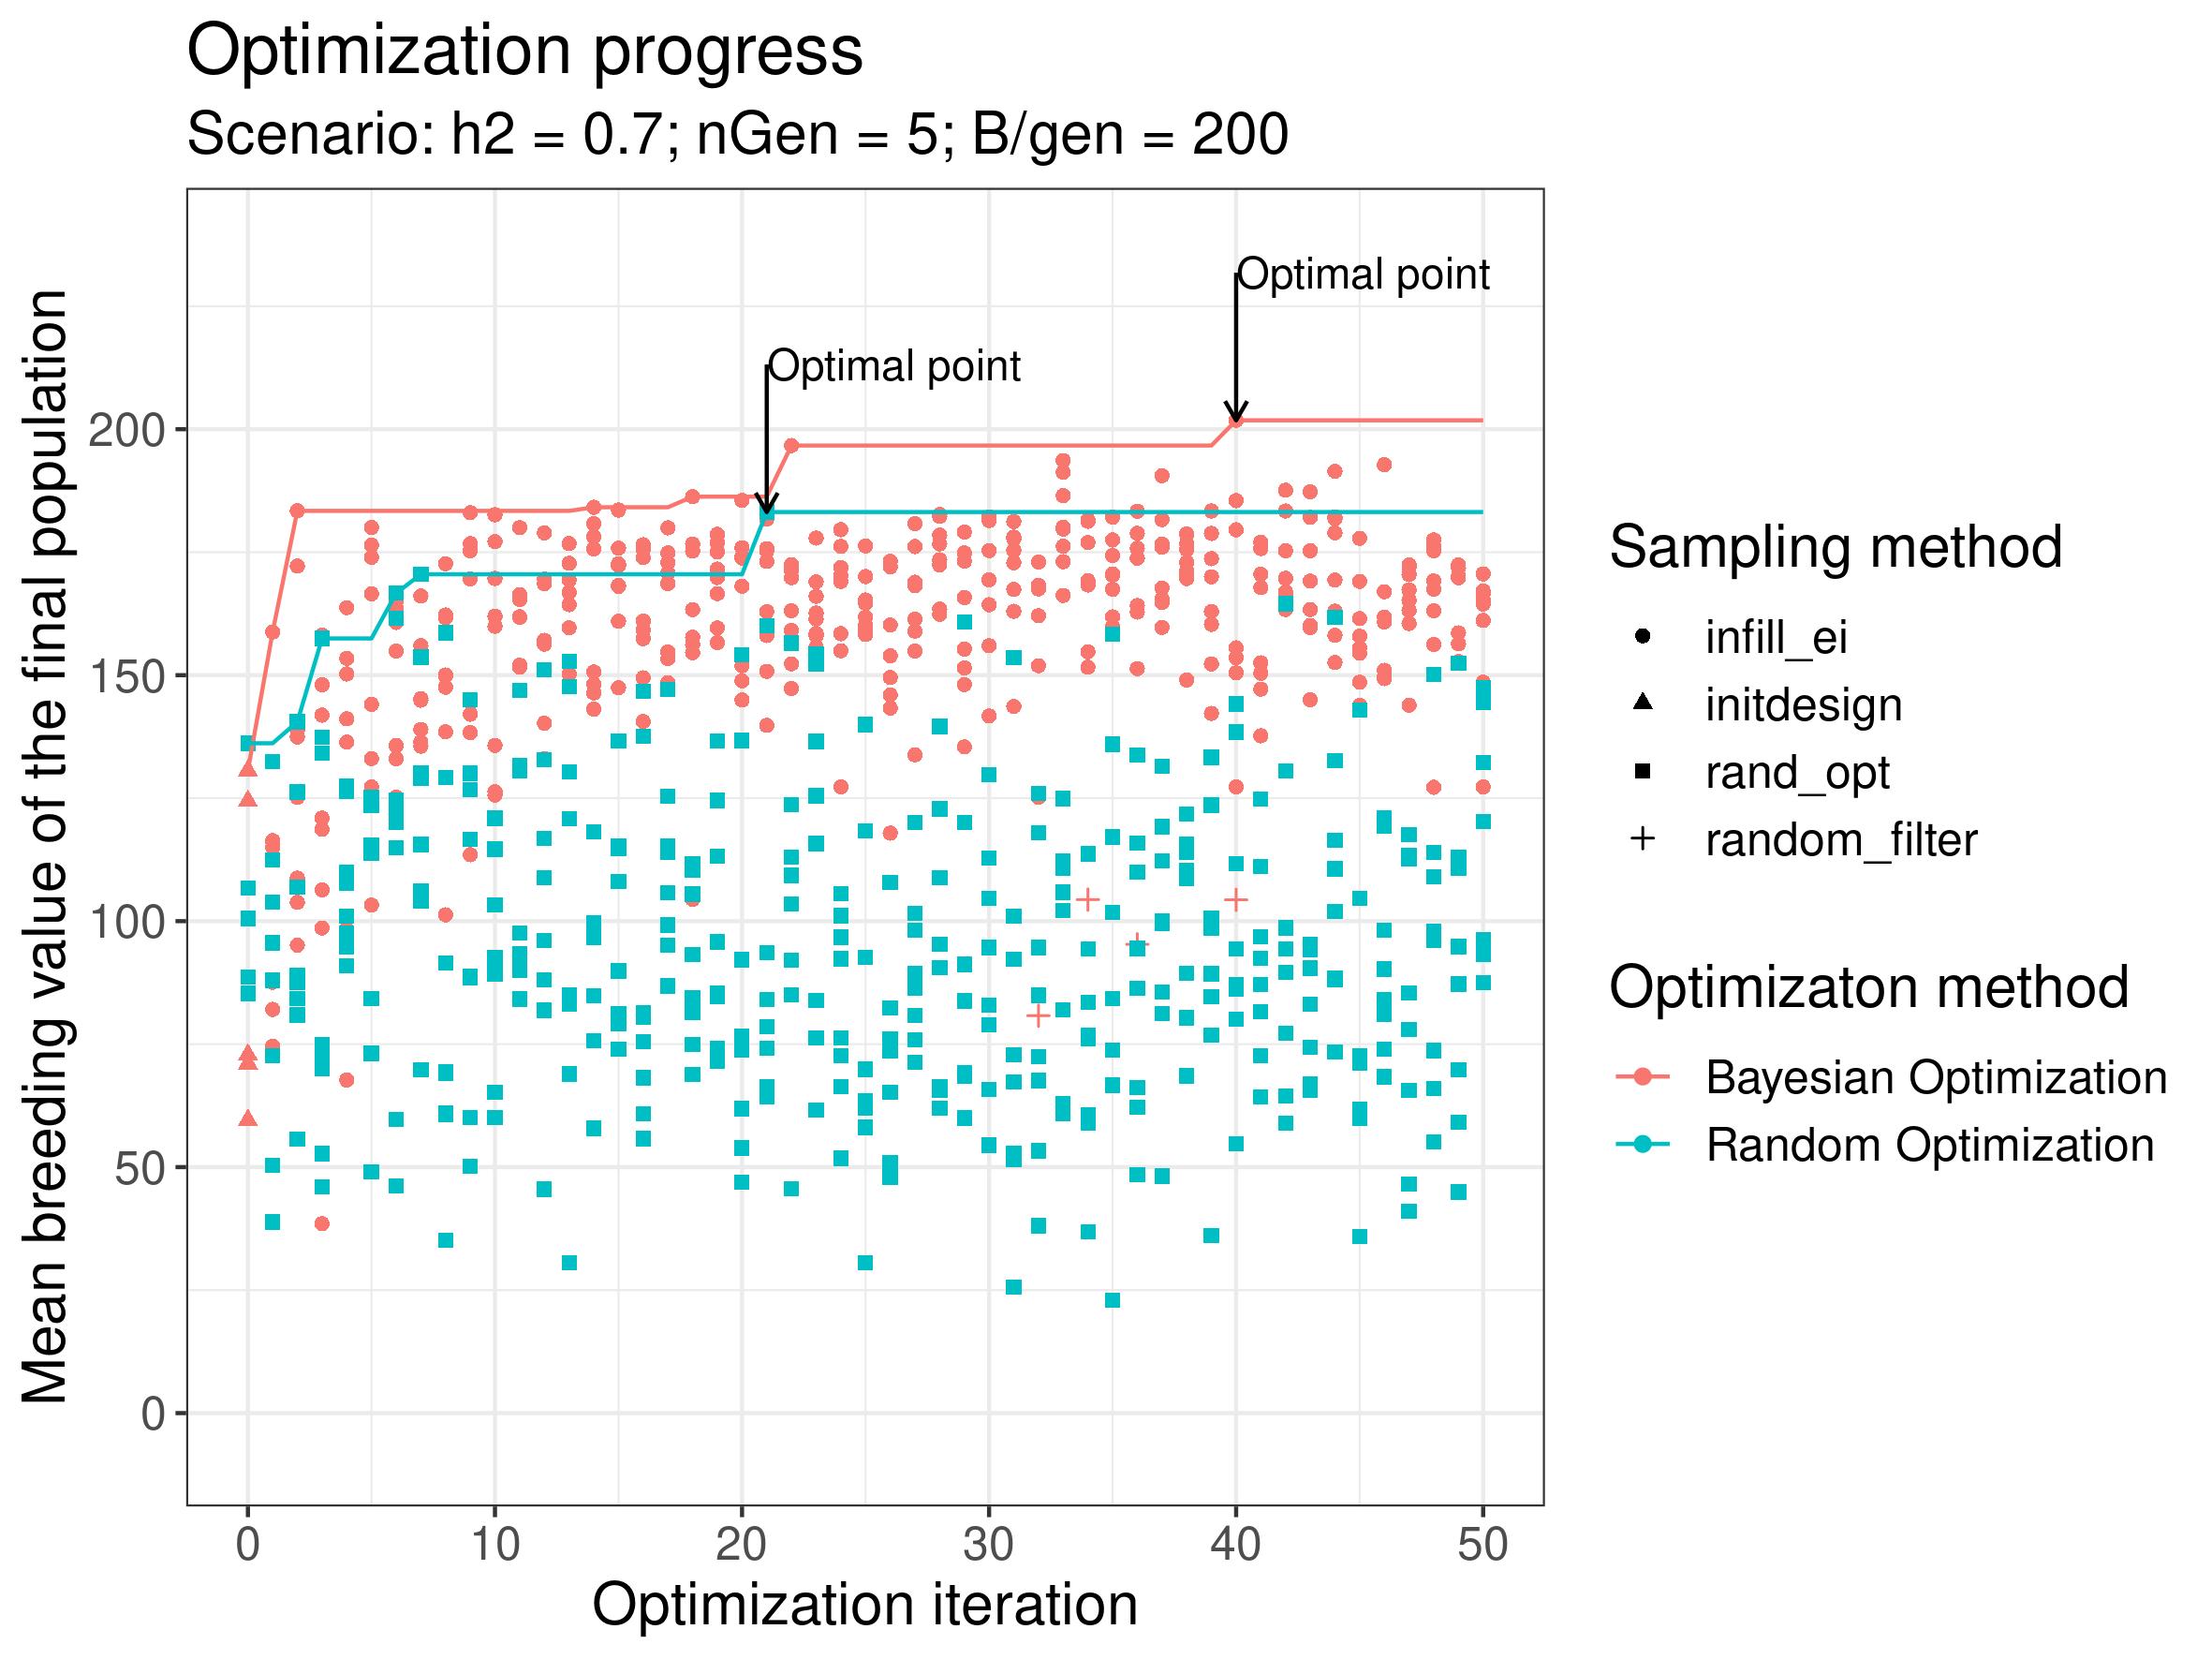 Optimization progress
Scenario: h2 = 0.7; nGen = 5; B/gen = 200
Mean breeding value of the final population
200
150
100
50
0
Optimal point
Optimal point
0
10
20
30
40
50
Optimization iteration
Sampling method
infill_ei
initdesign
rand_opt
random_filter
Optimizaton method
Bayesian Optimization
Random Optimization